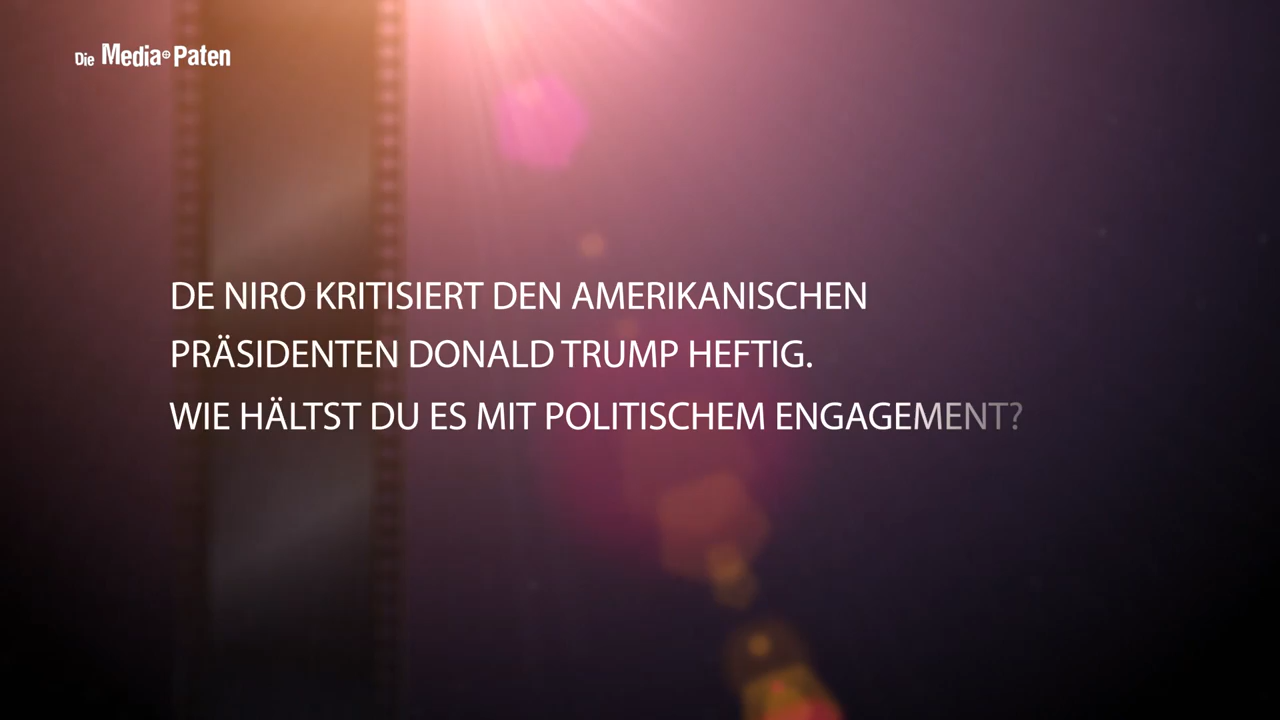 Die Media Paten
DE NIRO KRITISIERT DEN AMERIKANISCHEN
PRÄSIDENTEN DONALD TRUMP HEFTIG.
WIE HÄLTST DU ES MIT POLITISCHEM ENGAGEMENT?